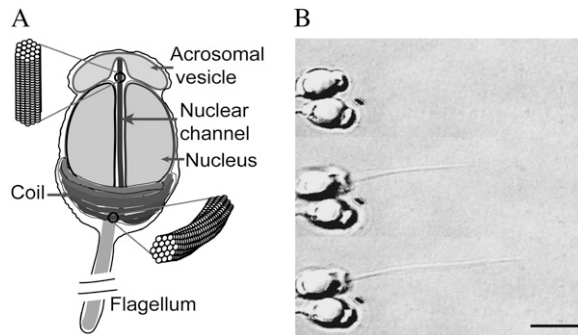 A
B
Acrosomal
vesicle
Nuclear
channel
Nucleus
Coil
Flagellum